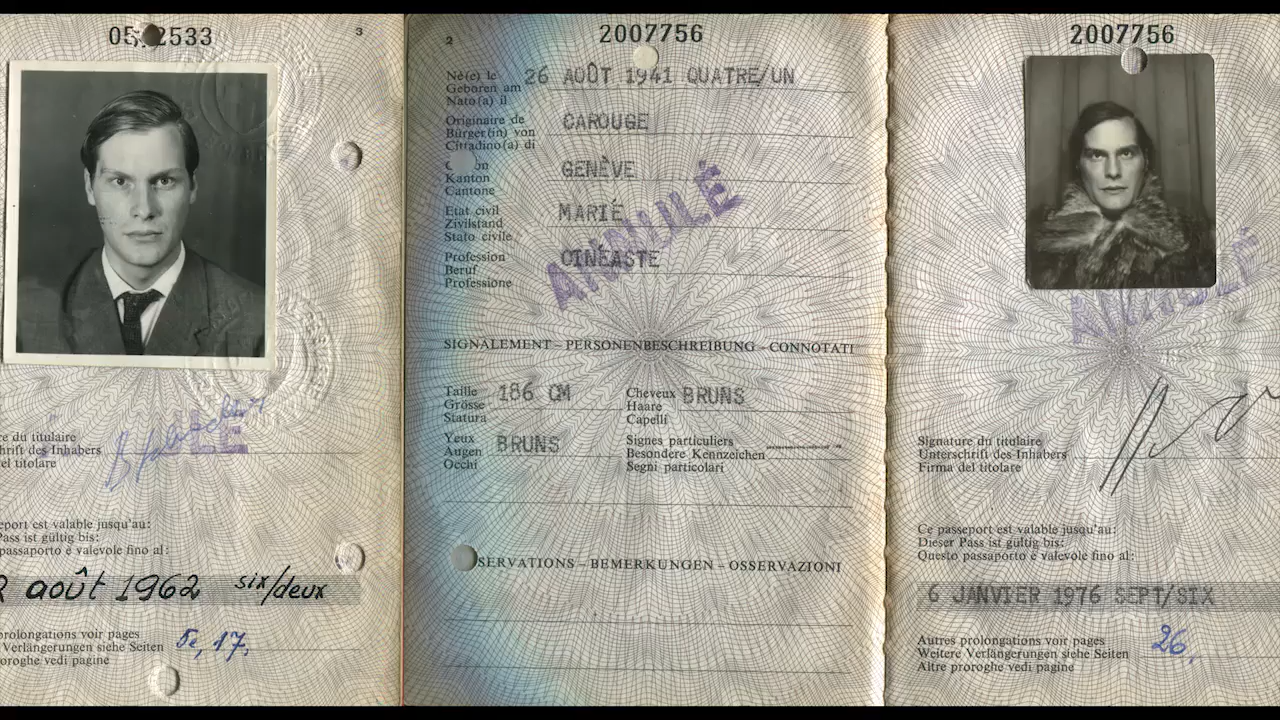 3
re du titulaire
hrift des Inhabers
el titolare
eport est valable jusqu'au:
Pass ist gültig bis:
passaporto è valevole fino al:
août 1962 six/deux
prolongations voir pages
Verlängerungen siehe Seiten
proroghe vedi pagine
5e, 17,
2
2007756
Né(e) le
Geboren am
Nato(a) il
26 AOÛT 1941 QUATRE/UN
Originaire de
Bürger(in) von
Cittadino(a) di
CAROUGE
Kanton
Cantone
GENÈVE
Etat civil
Zivilstand
Stato civile
MARIÉ
Profession
Beruf
Professione
CINÉASTE
ANNULÉ
SIGNALEMENT – PERSONENBESCHREIBUNG – CONNOTATI
Taille
Grösse
Statura
186 CM
Cheveux
Haare
Capelli
BRUNS
Yeux
Augen
Occhi
BRUNS
Signes particuliers
Besondere Kennzeichen
Segni particolari
SERVATIONS – BEMERKUNGEN – OSSERVAZIONI
2007756
ANNULÉ
Signature du titulaire
Unterschrift des Inhabers
Firma del titolare
Ce passeport est valable jusqu'au:
Dieser Pass ist gültig bis:
Questo passaporto è valevole fino al:
6 JANVIER 1976 SEPT/SIX
Autres prolongations voir pages
Weitere Verlängerungen siehe Seiten
Altre proroghe vedi pagine
26,